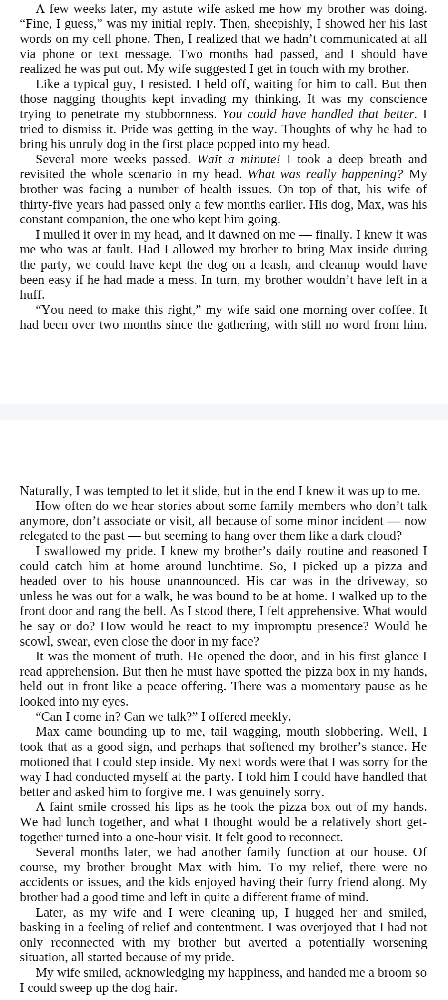 A few weeks later, my astute wife asked me how my brother was doing.
“Fine, I guess,” was my initial reply. Then, sheepishly, I showed her his last
words on my cell phone. Then, I realized that we hadn’t communicated at all
via phone or text message. Two months had passed, and I should have
realized he was put out. My wife suggested I get in touch with my brother.
Like a typical guy, I resisted. I held off, waiting for him to call. But then
those nagging thoughts kept invading my thinking. It was my conscience
trying to penetrate my stubbornness. You could have handled that better. I
tried to dismiss it. Pride was getting in the way. Thoughts of why he had to
bring his unruly dog in the first place popped into my head.
Several more weeks passed. Wait a minute! I took a deep breath and
revisited the whole scenario in my head. What was really happening? My
brother was facing a number of health issues. On top of that, his wife of
thirty-five years had passed only a few months earlier. His dog, Max, was his
constant companion, the one who kept him going.
I mulled it over in my head, and it dawned on me — finally. I knew it was
me who was at fault. Had I allowed my brother to bring Max inside during
the party, we could have kept the dog on a leash, and cleanup would have
been easy if he had made a mess. In turn, my brother wouldn’t have left in a
huff.
“You need to make this right,” my wife said one morning over coffee. It
had been over two months since the gathering, with still no word from him.
Naturally, I was tempted to let it slide, but in the end I knew it was up to me.
How often do we hear stories about some family members who don’t talk
anymore, don’t associate or visit, all because of some minor incident — now
relegated to the past — but seeming to hang over them like a dark cloud?
I swallowed my pride. I knew my brother’s daily routine and reasoned I
could catch him at home around lunchtime. So, I picked up a pizza and
headed over to his house unannounced. His car was in the driveway, so
unless he was out for a walk, he was bound to be at home. I walked up to the
front door and rang the bell. As I stood there, I felt apprehensive. What would
he say or do? How would he react to my impromptu presence? Would he
scowl, swear, even close the door in my face?
It was the moment of truth. He opened the door, and in his first glance I
read apprehension. But then he must have spotted the pizza box in my hands,
held out in front like a peace offering. There was a momentary pause as he
looked into my eyes.
“Can I come in? Can we talk?” I offered meekly.
Max came bounding up to me, tail wagging, mouth slobbering. Well, I
took that as a good sign, and perhaps that softened my brother’s stance. He
motioned that I could step inside. My next words were that I was sorry for the
way I had conducted myself at the party. I told him I could have handled that
better and asked him to forgive me. I was genuinely sorry.
A faint smile crossed his lips as he took the pizza box out of my hands.
We had lunch together, and what I thought would be a relatively short get-
together turned into a one-hour visit. It felt good to reconnect.
Several months later, we had another family function at our house. Of
course, my brother brought Max with him. To my relief, there were no
accidents or issues, and the kids enjoyed having their furry friend along. My
brother had a good time and left in quite a different frame of mind.
Later, as my wife and I were cleaning up, I hugged her and smiled,
basking in a feeling of relief and contentment. I was overjoyed that I had not
only reconnected with my brother but averted a potentially worsening
situation, all started because of my pride.
My wife smiled, acknowledging my happiness, and handed me a broom so
I could sweep up the dog hair.